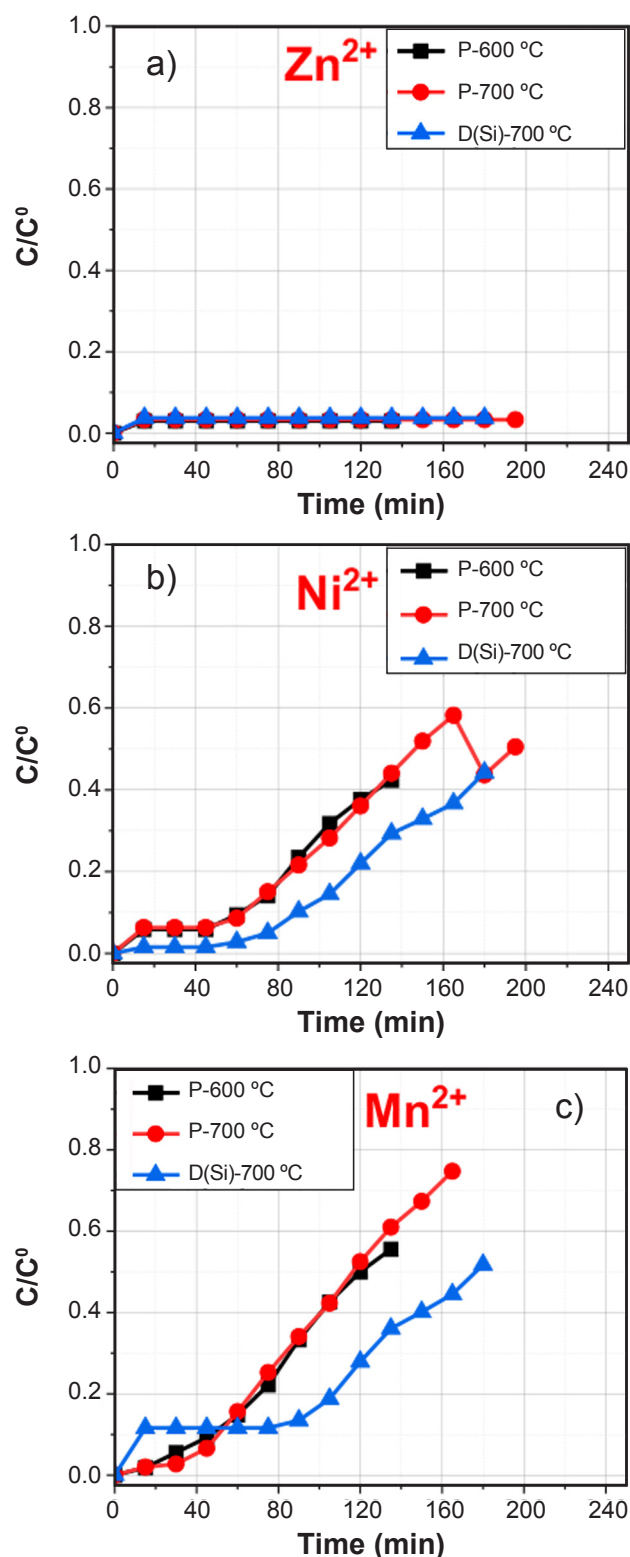 a)
Zn²⁺
P-600 ºC
P-700 ºC
D(Si)-700 ºC
1.0
0.8
0.6
0.4
0.2
0.0
C/C⁰
0 40 80 120 160 200 240
Time (min)
b)
Ni²⁺
P-600 ºC
P-700 ºC
D(Si)-700 ºC
1.0
0.8
0.6
0.4
0.2
0.0
C/C⁰
0 40 80 120 160 200 240
Time (min)
P-600 ºC
P-700 ºC
D(Si)-700 ºC
Mn²⁺
c)
1.0
0.8
0.6
0.4
0.2
0.0
C/C⁰
0 40 80 120 160 200 240
Time (min)